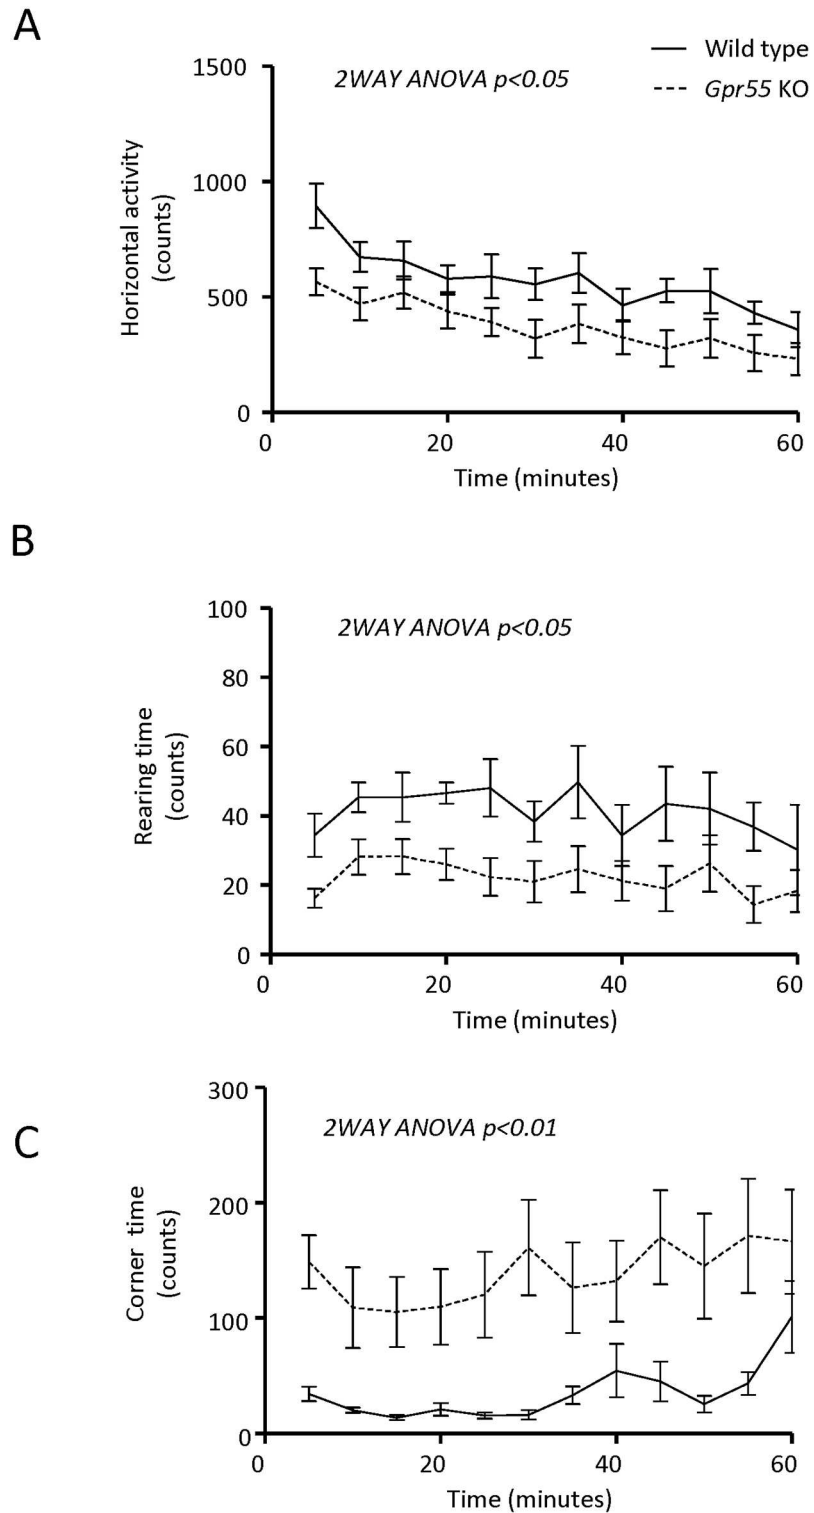 A
Wild type
Gpr55 KO
2WAY ANOVA p<0.05
Horizontal activity
(counts)
1500
1000
500
0
0 20 40 60
Time (minutes)
B
2WAY ANOVA p<0.05
Rearing time
(counts)
100
80
60
40
20
0
0 20 40 60
Time (minutes)
C
2WAY ANOVA p<0.01
Corner time
(counts)
300
200
100
0
0 20 40 60
Time (minutes)